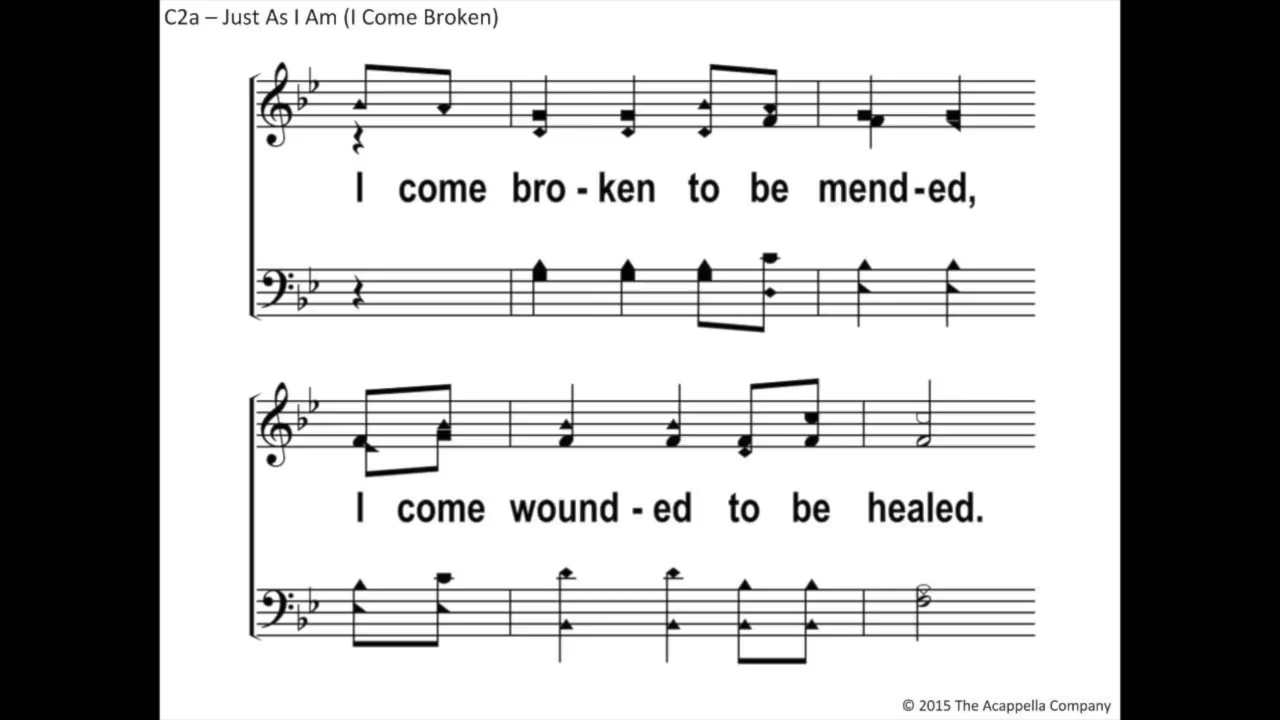 C2a – Just As I Am (I Come Broken)
I come bro - ken to be mend - ed,
I come wound - ed to be healed.
© 2015 The Acappella Company